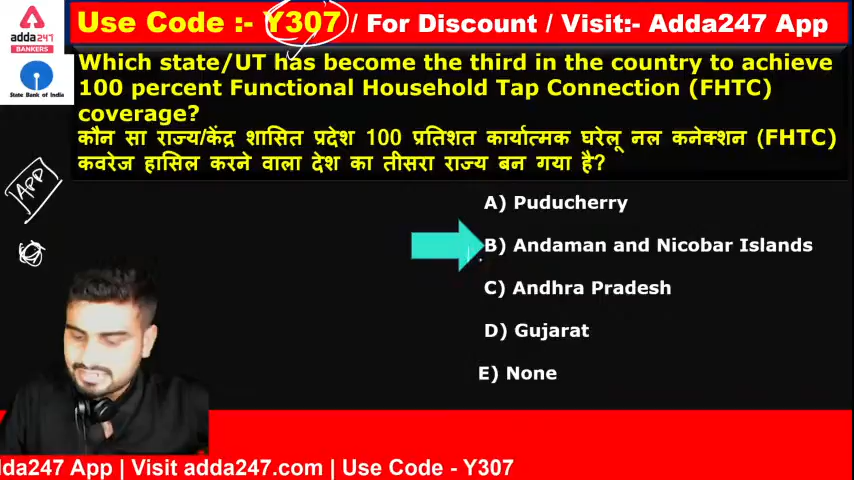 adda247
BANKERS
State Bank of India
Use Code :- Y307 / For Discount / Visit:- Adda247 App
Which state/UT has become the third in the country to achieve
100 percent Functional Household Tap Connection (FHTC)
coverage?
कौन सा राज्य/केंद्र शासित प्रदेश 100 प्रतिशत कार्यात्मक घरेलू नल कनेक्शन (FHTC)
कवरेज हासिल करने वाला देश का तीसरा राज्य बन गया है?
APP
A) Puducherry
B) Andaman and Nicobar Islands
C) Andhra Pradesh
D) Gujarat
E) None
dda247 App | Visit adda247.com | Use Code - Y307